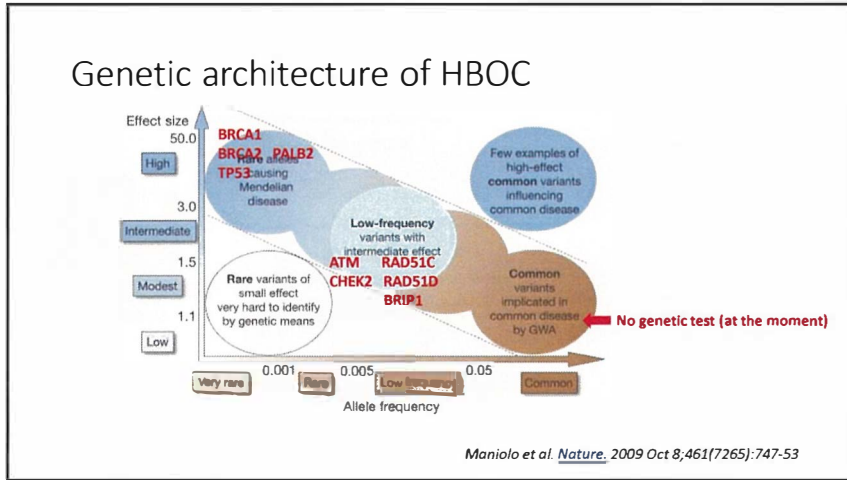 Genetic architecture of HBOC
Effect size
50.0
High
3.0
Intermediate
1.5
Modest
1.1
Low
BRCA1
BRCA2 PALB2
TP53
Rare alleles
causing
Mendelian
disease
Few examples of
high-effect
common variants
influencing
common disease
Low-frequency
variants with
intermediate effect
ATM RAD51C
CHEK2 RAD51D
BRIP1
Rare variants of
small effect
very hard to identify
by genetic means
Common
variants
implicated in
common disease
by GWA
No genetic test (at the moment)
0.001 0.005 0.05
Very rare Rare Low frequency Common
Allele frequency
Maniolo et al. Nature. 2009 Oct 8;461(7265):747-53